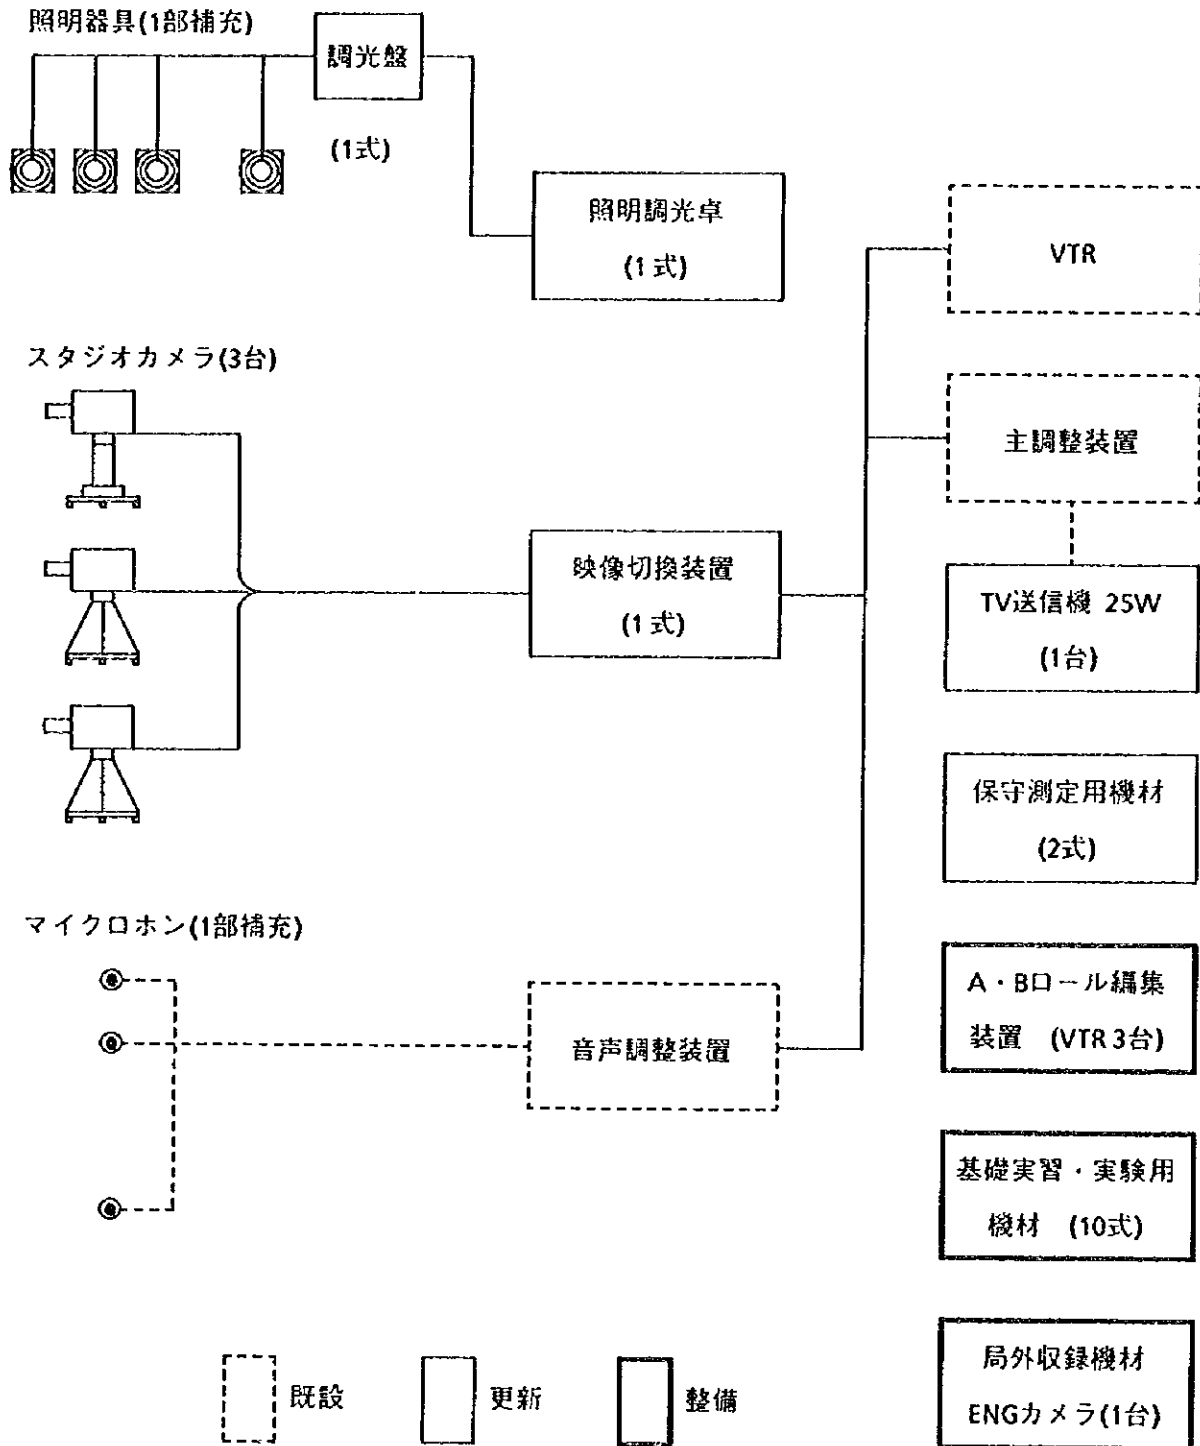 照明器具(1部補充)
調光盤
(1式)
照明調光卓
(1式)
VTR
スタジオカメラ(3台)
主調整装置
映像切換装置
(1式)
TV送信機 25W
(1台)
保守測定用機材
(2式)
マイクロホン(1部補充)
A・Bロール編集
装置 (VTR 3台)
音声調整装置
基礎実習・実験用
機材 (10式)
局外収録機材
ENGカメラ(1台)
既設
更新
整備